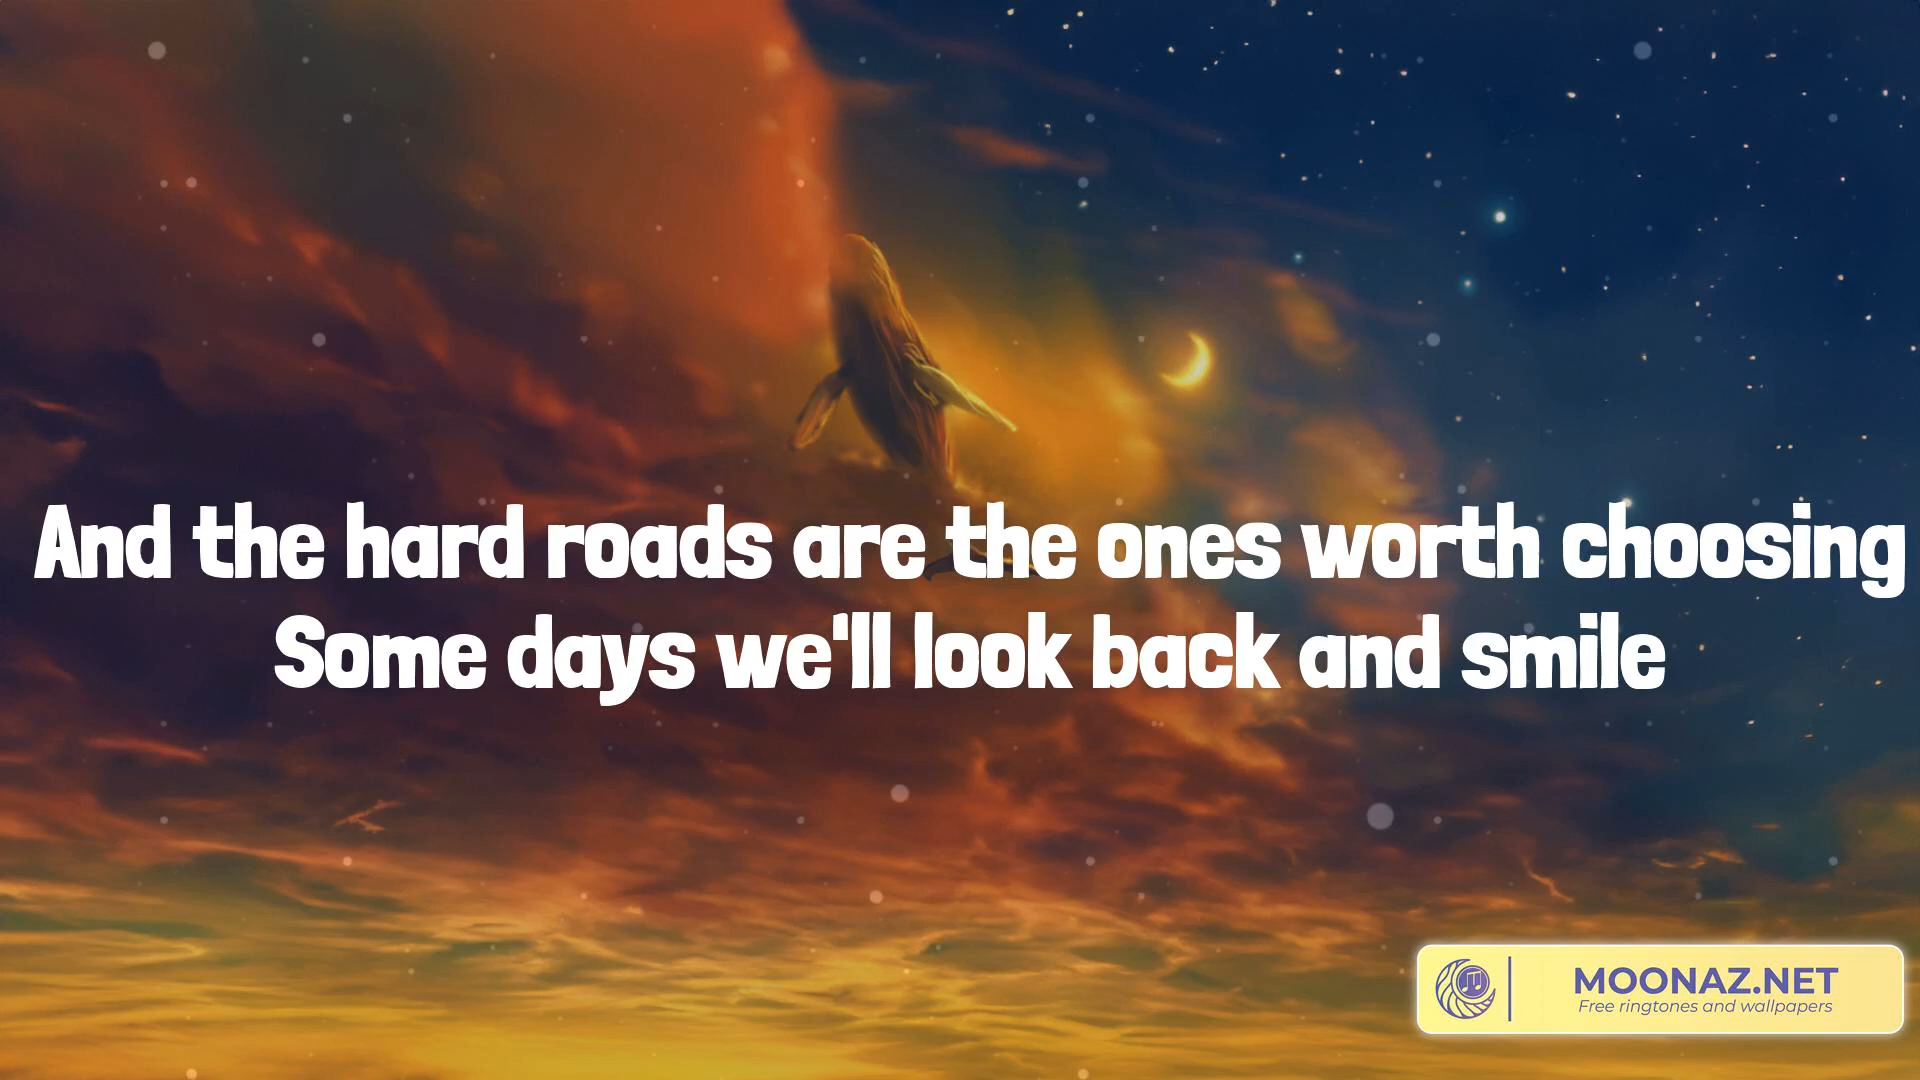 And the hard roads are the ones worth choosing
Some days we'll look back and smile
MOONAZ.NET
Free ringtones and wallpapers